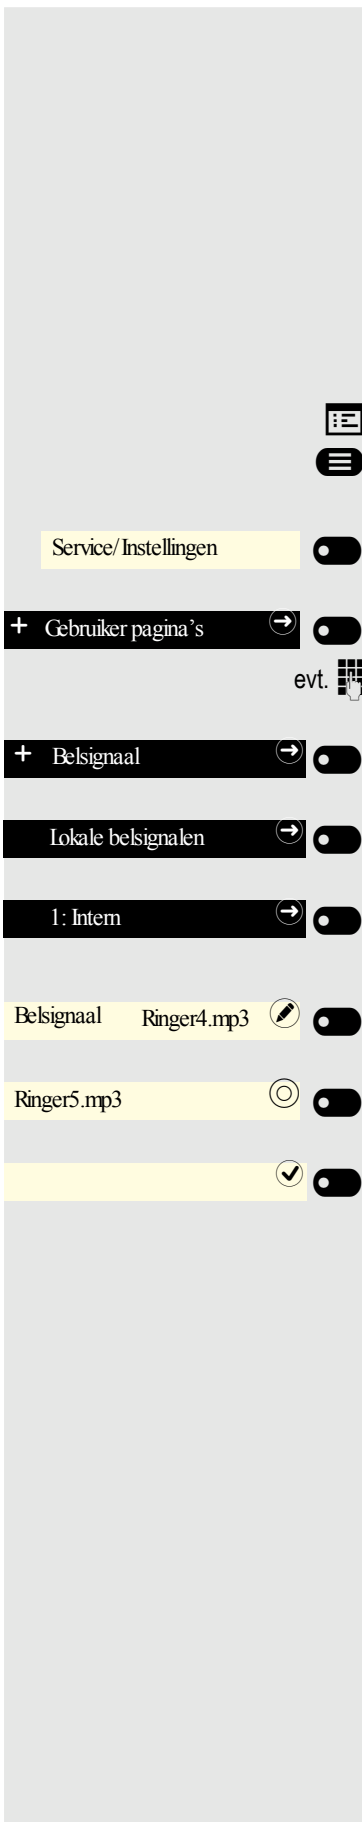 Service/Instellingen
+ Gebruiker pagina’s
evt.
+ Belsignaal
Lokale belsignalen
1: Intern
Belsignaal Ringer4.mp3
Ringer5.mp3